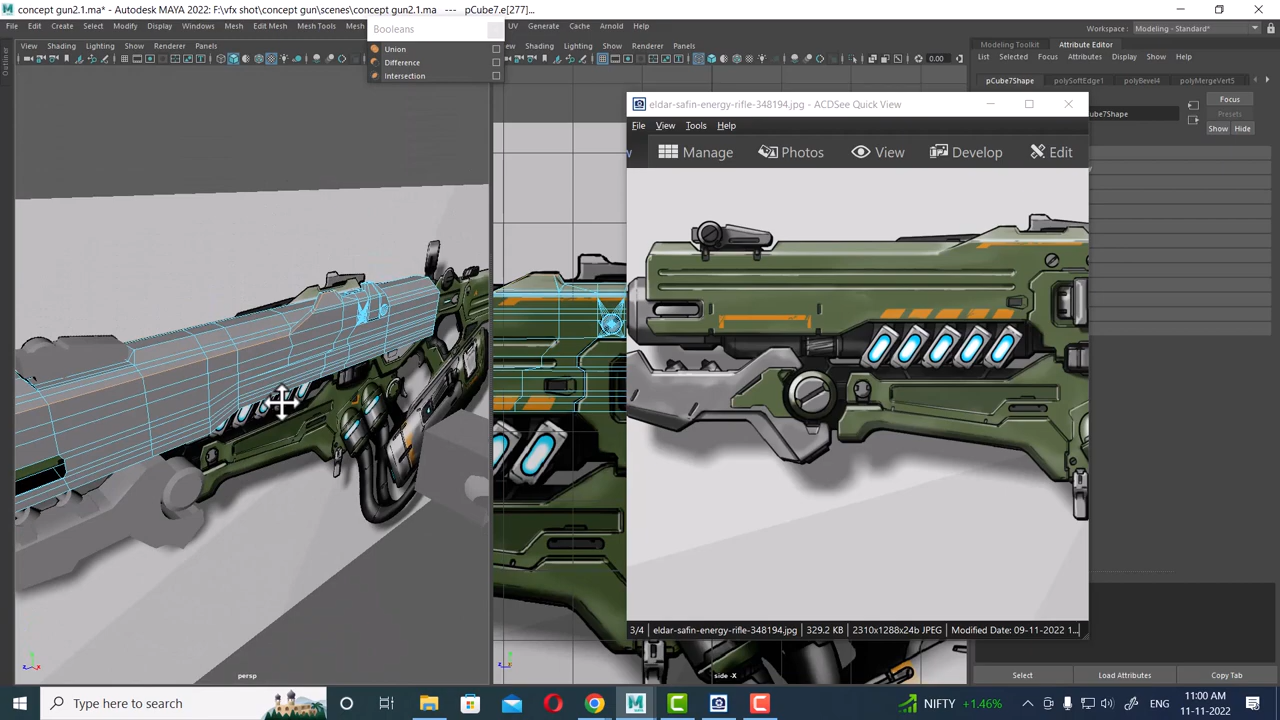 concept gun2.1.ma* - Autodesk MAYA 2022: F:\vfx shot\concept gun\scenes\concept gun2.1.ma --- pCube7.e[277]...
File Edit Create Select Modify Display Windows Mesh Edit Mesh Mesh Tools Mes UV Generate Cache Arnold Help
Workspace: Modeling - Standard*
Booleans
Union
Difference
Intersection
View Shading Lighting Show Renderer Panels
Shading Lighting Show Renderer Panels
0.00
Outliner
Modeling Toolkit Attribute Editor
List Selected Focus Attributes Display Show Help
pCube7Shape polySoftEdge1 polyBevel4 polyMergeVert5
ube7Shape
Focus
Presets
Show Hide
eldar-safin-energy-rifle-348194.jpg - ACDSee Quick View
File View Tools Help
Manage Photos View Develop Edit
3/4 eldar-safin-energy-rifle-348194.jpg 329.2 KB 2310x1288x24b JPEG Modified Date: 09-11-2022 1...
persp
side -X
Select Load Attributes Copy Tab
Type here to search
NIFTY +1.46%
ENG
11:00 AM
11-11-2022